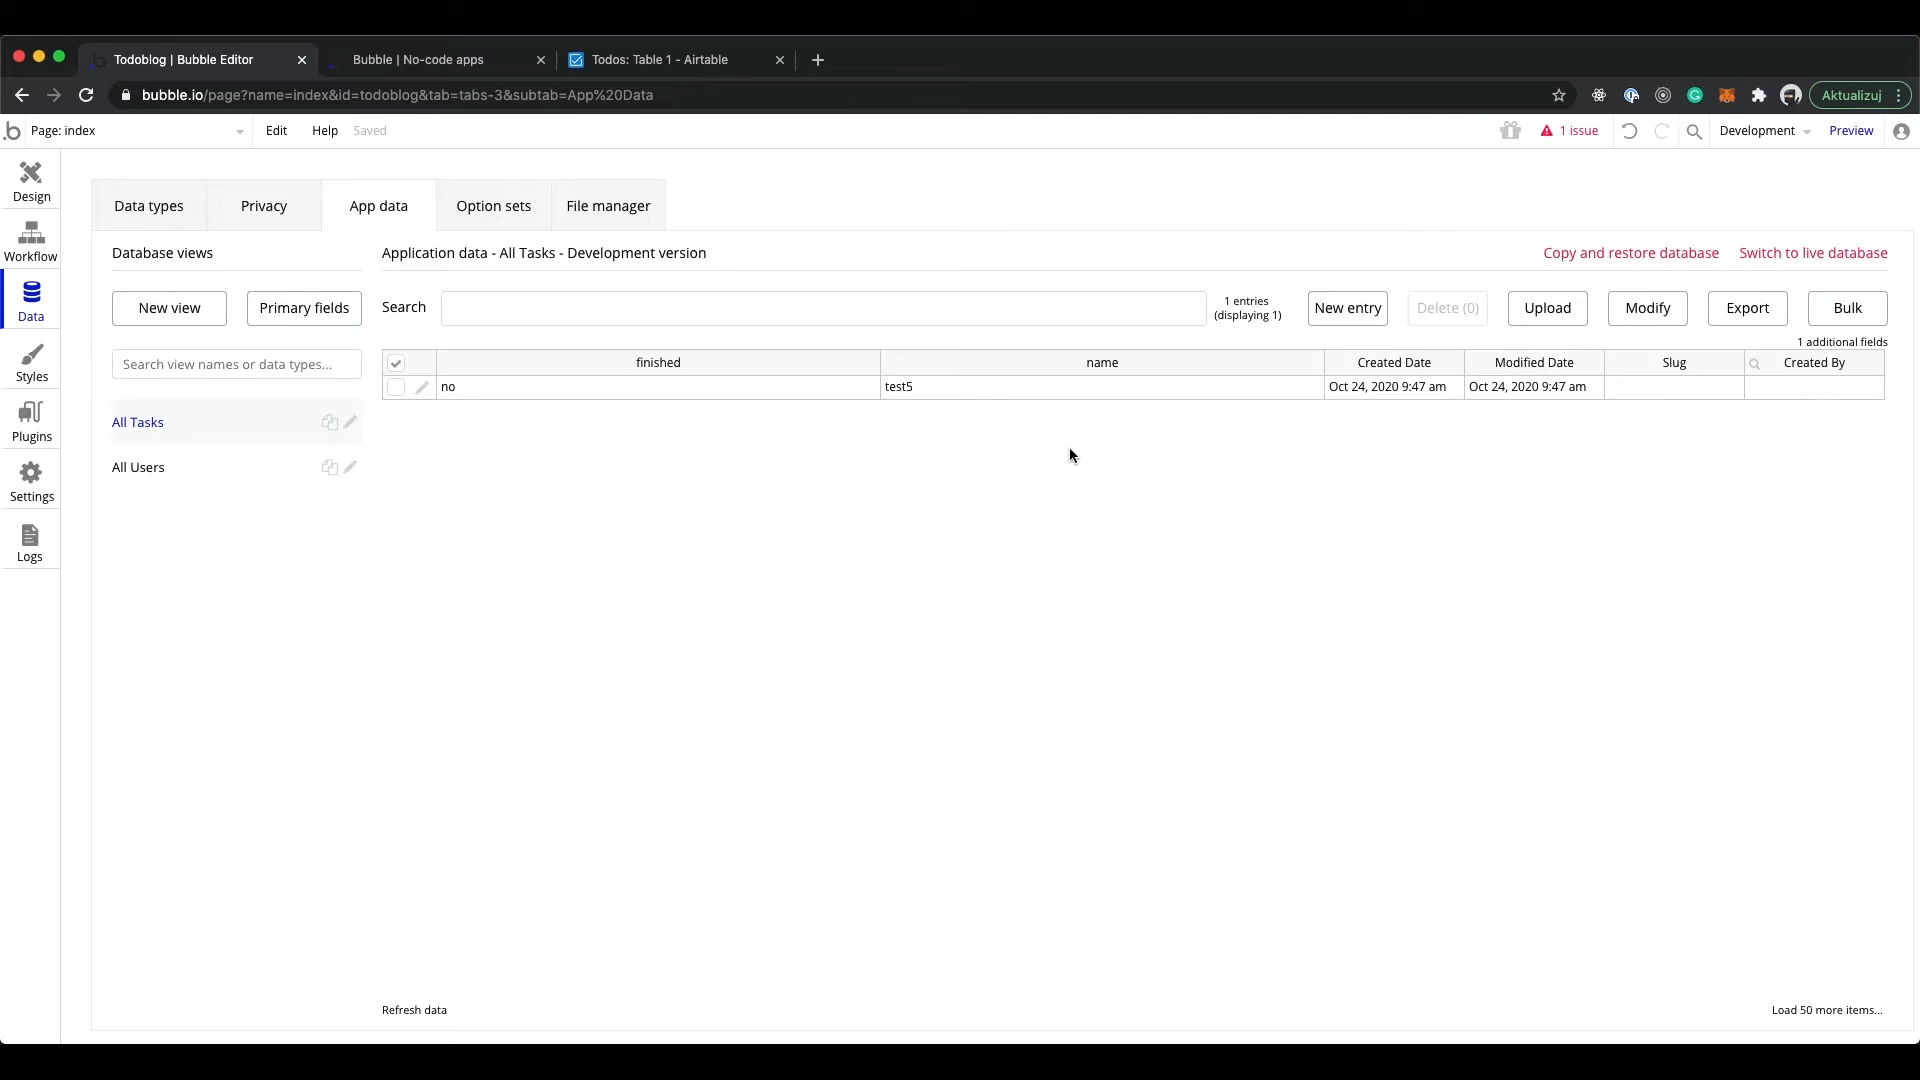 Todoblog | Bubble Editor
Bubble | No-code apps
Todos: Table 1 - Airtable
bubble.io/page?name=index&id=todoblog&tab=tabs-3&subtab=App%20Data
Aktualizuj
Page: index
Edit
Help
Saved
1 issue
Development
Preview
Design
Workflow
Data
Styles
Plugins
Settings
Logs
Data types
Privacy
App data
Option sets
File manager
Database views
Application data - All Tasks - Development version
Copy and restore database
Switch to live database
New view
Primary fields
Search
1 entries
(displaying 1)
New entry
Delete (0)
Upload
Modify
Export
Bulk
1 additional fields
Search view names or data types...
finished
name
Created Date
Modified Date
Slug
Created By
no
test5
Oct 24, 2020 9:47 am
Oct 24, 2020 9:47 am
All Tasks
All Users
Refresh data
Load 50 more items...